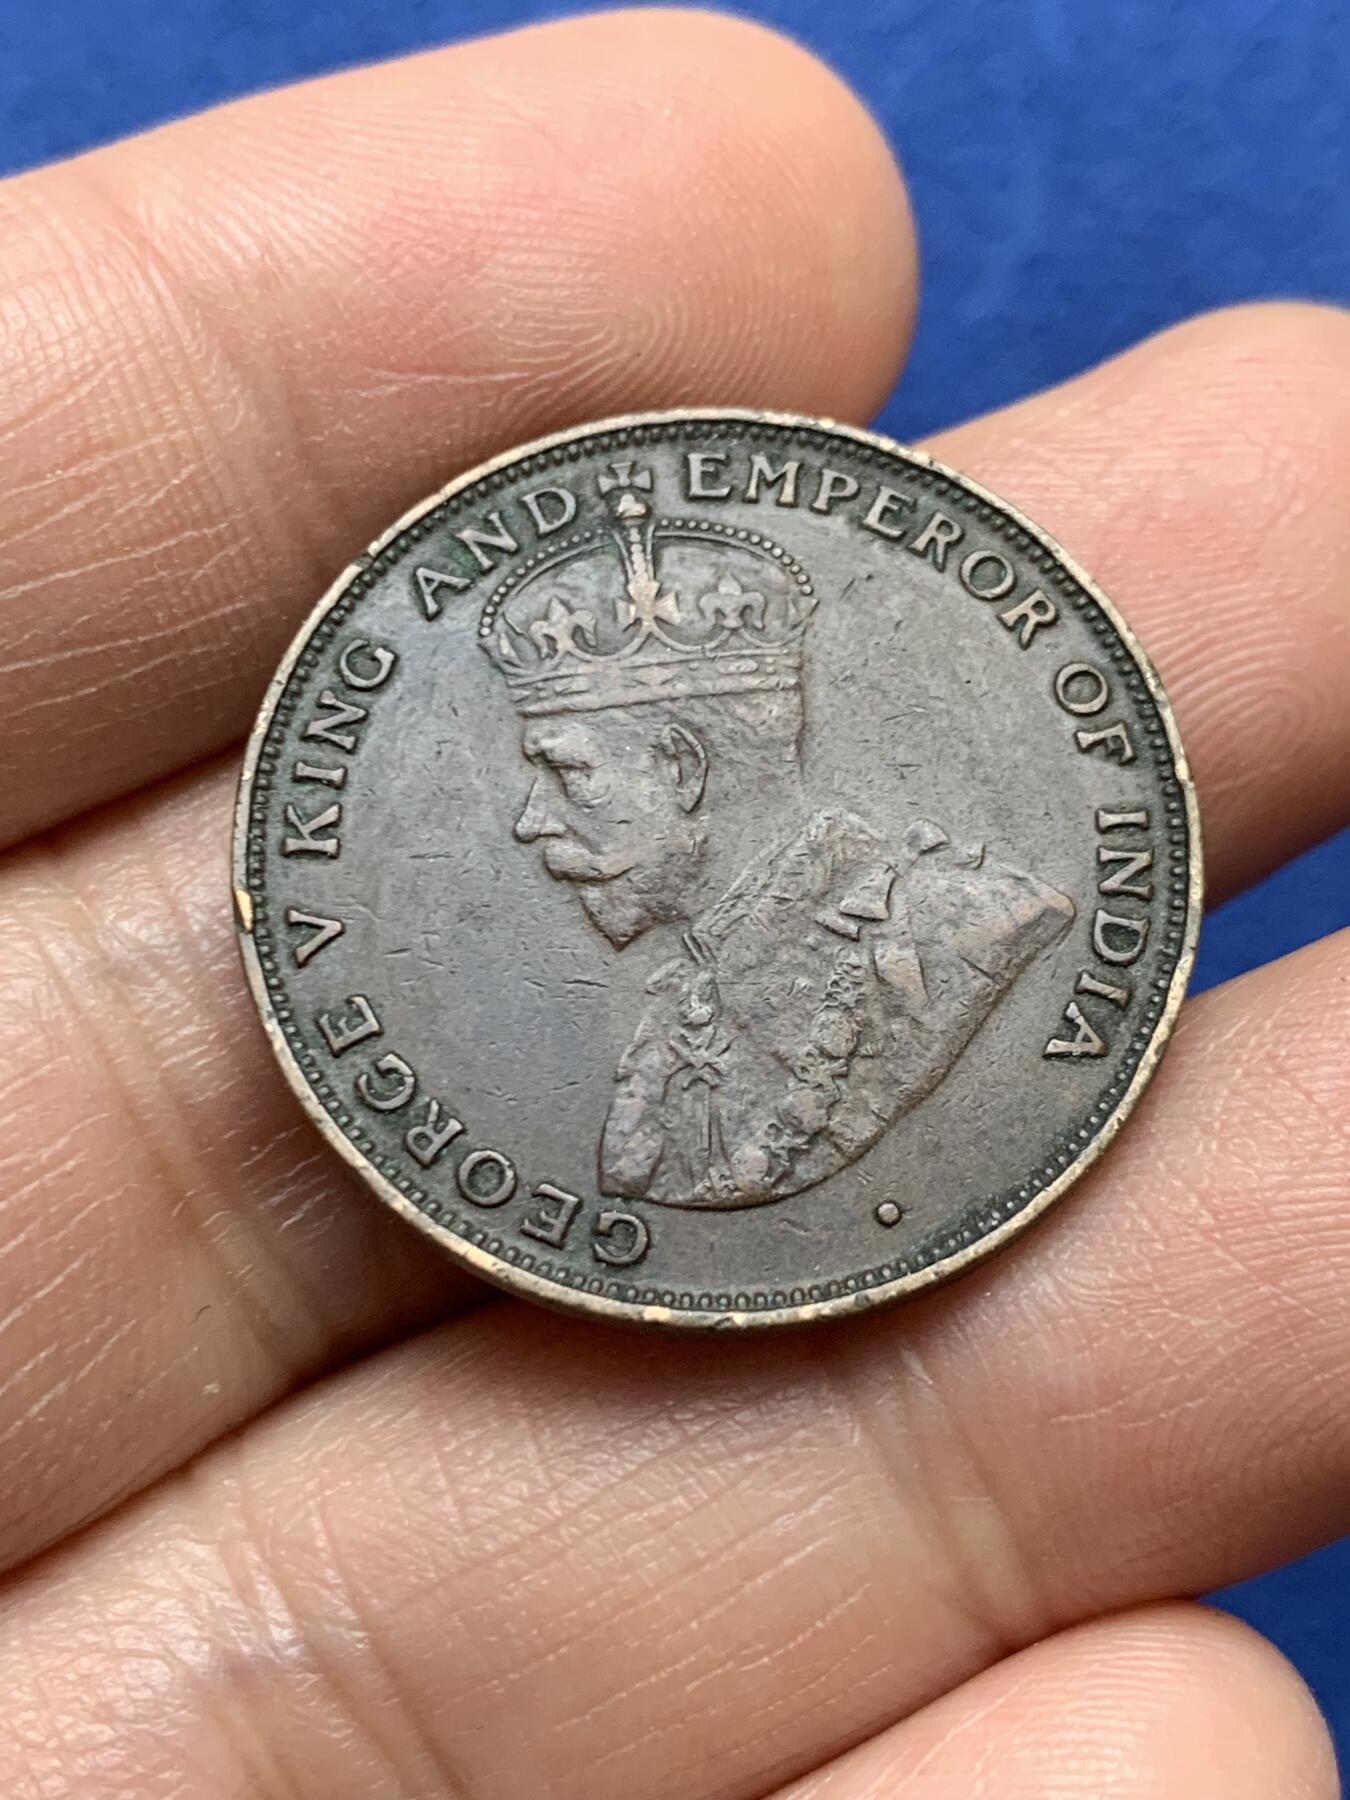 GEORGE V KING AND EMPEROR OF INDIA